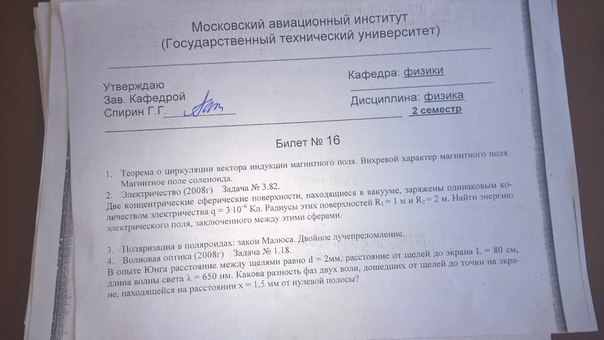 Московский авиационный институт
(Государственный технический университет)
Утверждаю
Зав. Кафедрой
Спирин Г.Г.
Кафедра: физики
Дисциплина: физика
2 семестр
Билет № 16
1. Теорема о циркуляции вектора индукции магнитного поля. Вихревой характер магнитного поля.
Магнитное поле соленоида.
2. Электричество (2008г) Задача № 3.82.
Две концентрические сферические поверхности, находящиеся в вакууме, заряжены одинаковым ко-
личеством электричества q = 3 10⁻⁶ Кл. Радиусы этих поверхностей R₁ = 1 м и R₂ = 2 м. Найти энергию
электрического поля, заключенного между этими сферами.
3. Поляризация в поляроидах: закон Малюса. Двойное лучепреломление.
4. Волновая оптика (2008г) Задача № 1.18.
В опыте Юнга расстояние между щелями равно d = 2мм, расстояние от щелей до экрана L = 80 см,
длина волны света λ = 650 нм. Какова разность фаз двух волн, дошедших от щелей до точки на экра-
не, находящейся на расстоянии x = 1,5 мм от нулевой полосы?